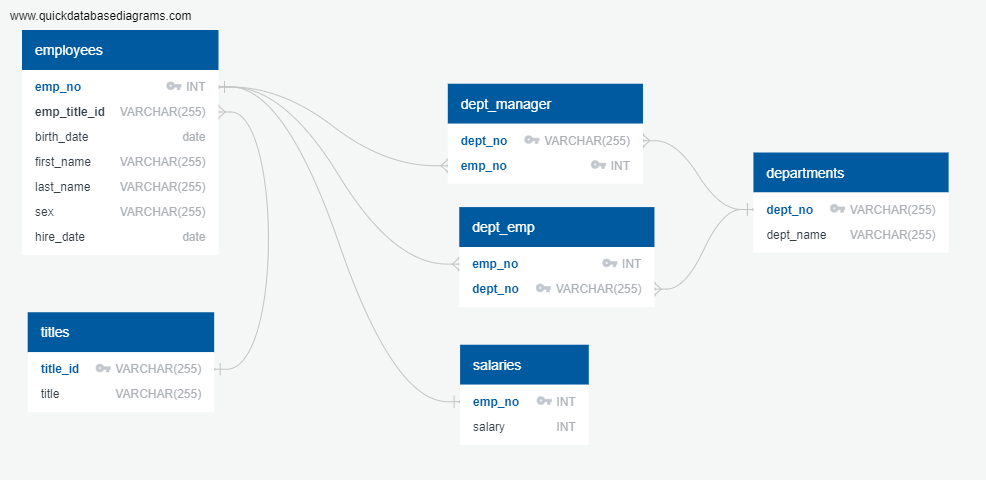 www.quickdatabasediagrams.com
employees
emp_no INT
emp_title_id VARCHAR(255)
birth_date date
first_name VARCHAR(255)
last_name VARCHAR(255)
sex VARCHAR(255)
hire_date date
titles
title_id VARCHAR(255)
title VARCHAR(255)
dept_manager
dept_no VARCHAR(255)
emp_no INT
dept_emp
emp_no INT
dept_no VARCHAR(255)
salaries
emp_no INT
salary INT
departments
dept_no VARCHAR(255)
dept_name VARCHAR(255)